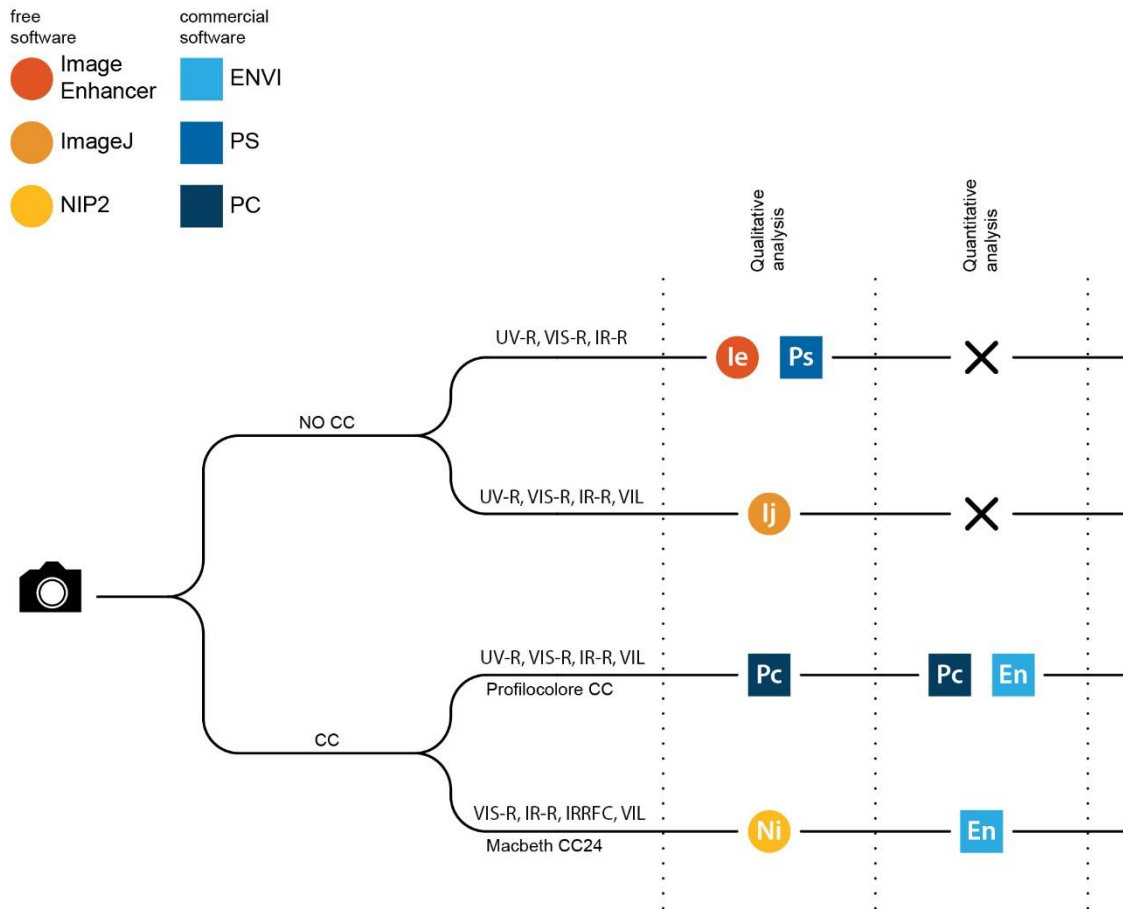 free
software
commercial
software
Image
Enhancer
ENVI
ImageJ
PS
NIP2
PC
Qualitative
analysis
Quantitative
analysis
UV-R, VIS-R, IR-R
Ie
Ps
NO CC
UV-R, VIS-R, IR-R, VIL
Ij
UV-R, VIS-R, IR-R, VIL
Profilocolore CC
Pc
Pc
En
CC
VIS-R, IR-R, IRRFC, VIL
Macbeth CC24
Ni
En